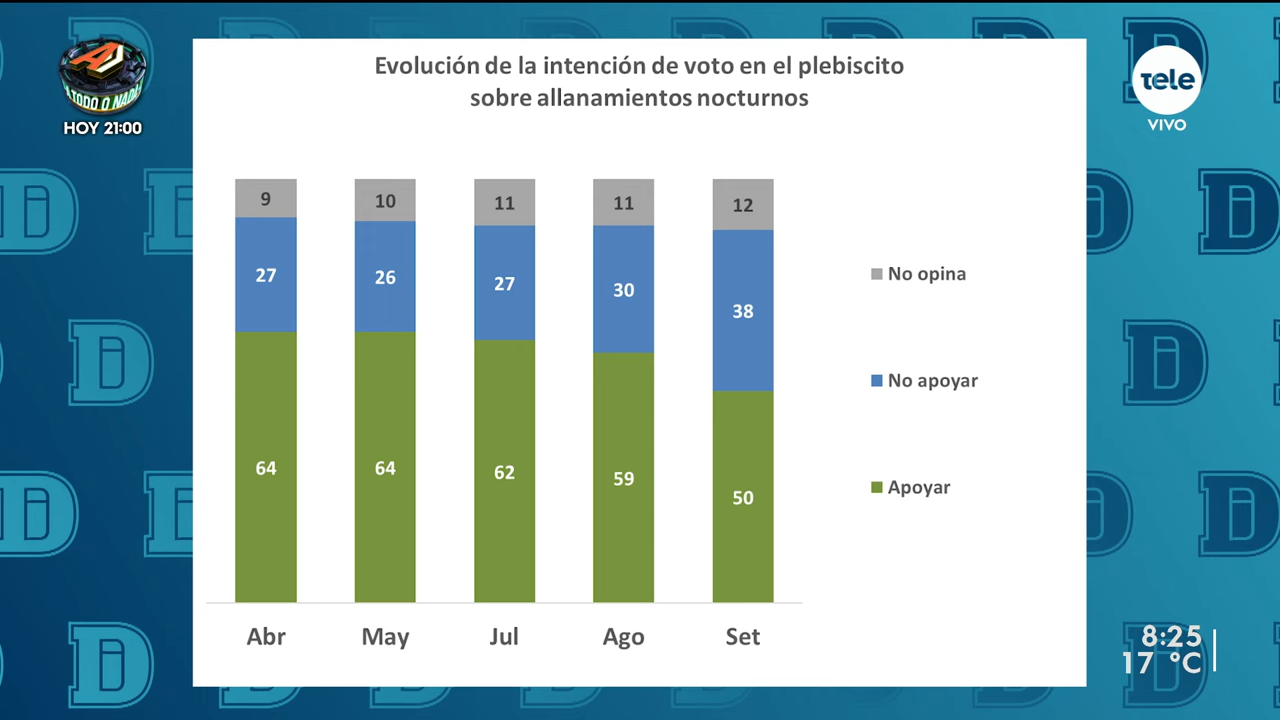 Evolución de la intención de voto en el plebiscito
sobre allanamientos nocturnos
A TODO O NADA
HOY 21:00
tele
VIVO
9
10
11
11
12
27
26
27
30
38
64
64
62
59
50
No opina
No apoyar
Apoyar
Abr
May
Jul
Ago
Set
8:25
17 °C